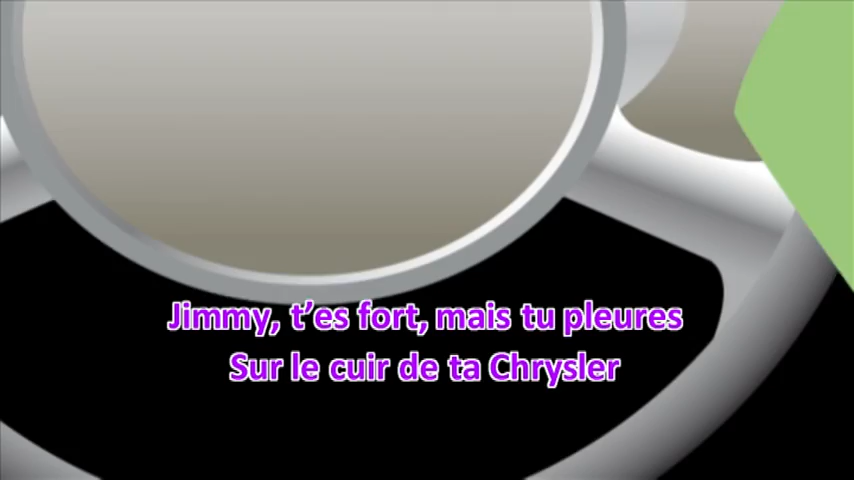 Jimmy, t’es fort, mais tu pleures
Sur le cuir de ta Chrysler